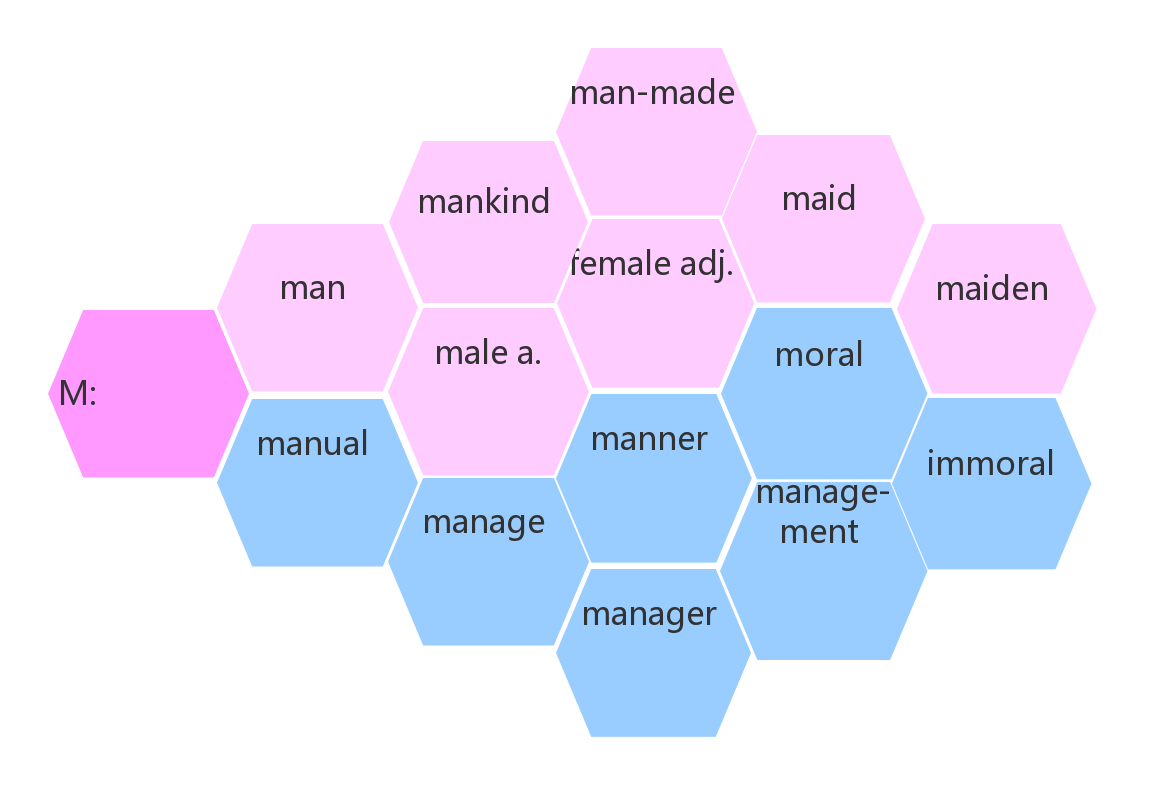 man-made
mankind
maid
female adj.
man
maiden
male a.
moral
M:
manner
manual
immoral
manage-
ment
manage
manager